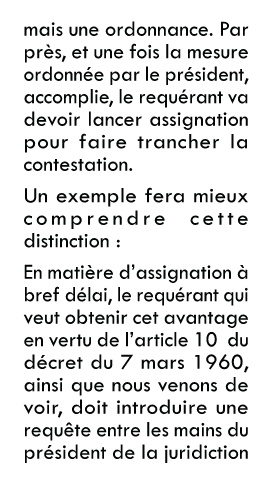 mais une ordonnance. Par
près, et une fois la mesure
ordonnée par le président,
accomplie, le requérant va
devoir lancer assignation
pour faire trancher la
contestation.
Un exemple fera mieux
comprendre cette
distinction :
En matière d'assignation à
bref délai, le requérant qui
veut obtenir cet avantage
en vertu de l'article 10 du
décret du 7 mars 1960,
ainsi que nous venons de
voir, doit introduire une
requête entre les mains du
président de la juridiction